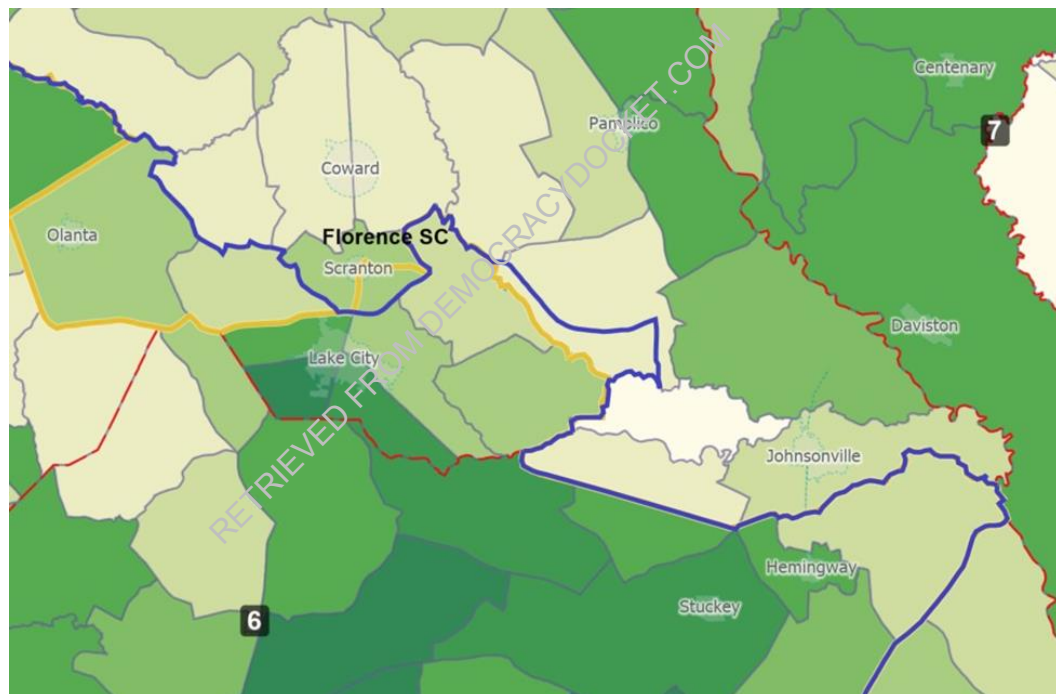 Centenary
Pamplico
7
Coward
Olanta
Florence SC
Scranton
Daviston
Lake City
Johnsonville
Hemingway
Stuckey
6
RETRIEVED FROM DEMOCRACYDOCKET.COM